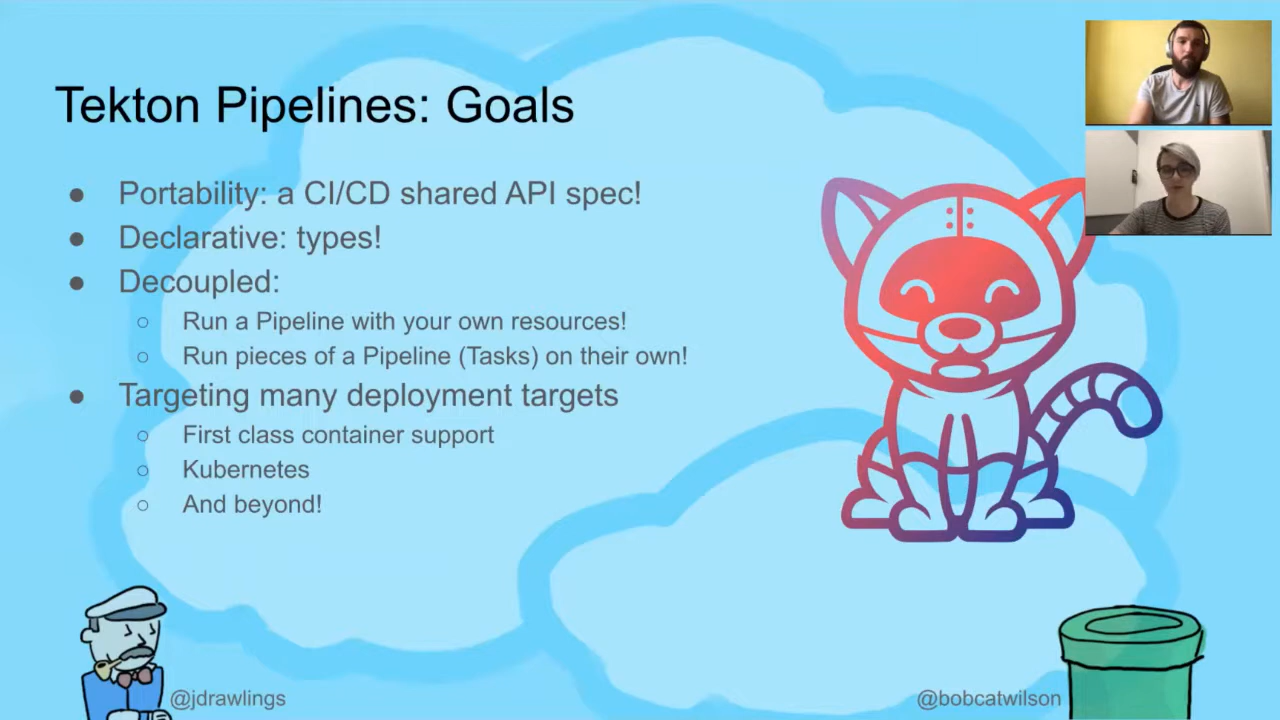 Tekton Pipelines: Goals
● Portability: a CI/CD shared API spec!
● Declarative: types!
● Decoupled:
○ Run a Pipeline with your own resources!
○ Run pieces of a Pipeline (Tasks) on their own!
● Targeting many deployment targets
○ First class container support
○ Kubernetes
○ And beyond!
@jdrawlings
@bobcatwilson